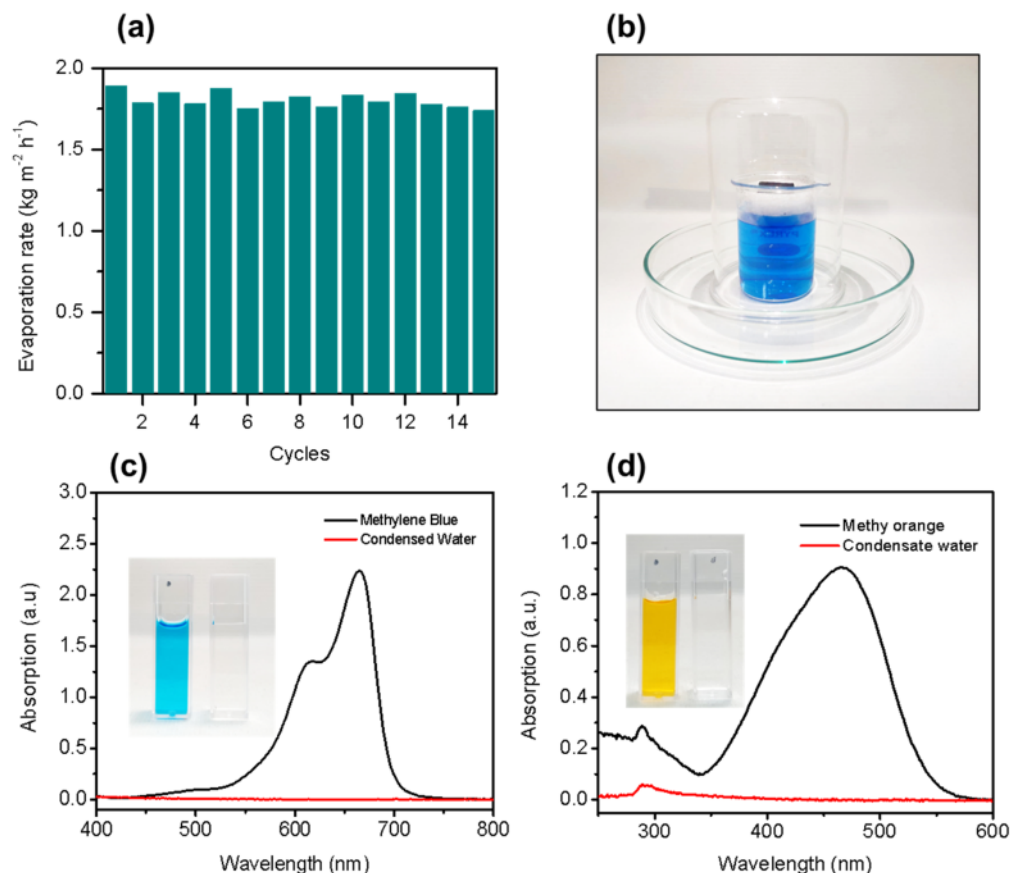 (a)
2.0
1.5
1.0
0.5
0.0
Evaporation rate (kg m⁻² h⁻¹)
2 4 6 8 10 12 14
Cycles
(b)
(c)
3.0
2.5
2.0
1.5
1.0
0.5
0.0
Absorption (a.u)
Methylene Blue
Condensed Water
400 500 600 700 800
Wavelength (nm)
(d)
1.2
1.0
0.8
0.6
0.4
0.2
0.0
Absorption (a.u.)
Methy orange
Condensate water
300 400 500 600
Wavelength (nm)